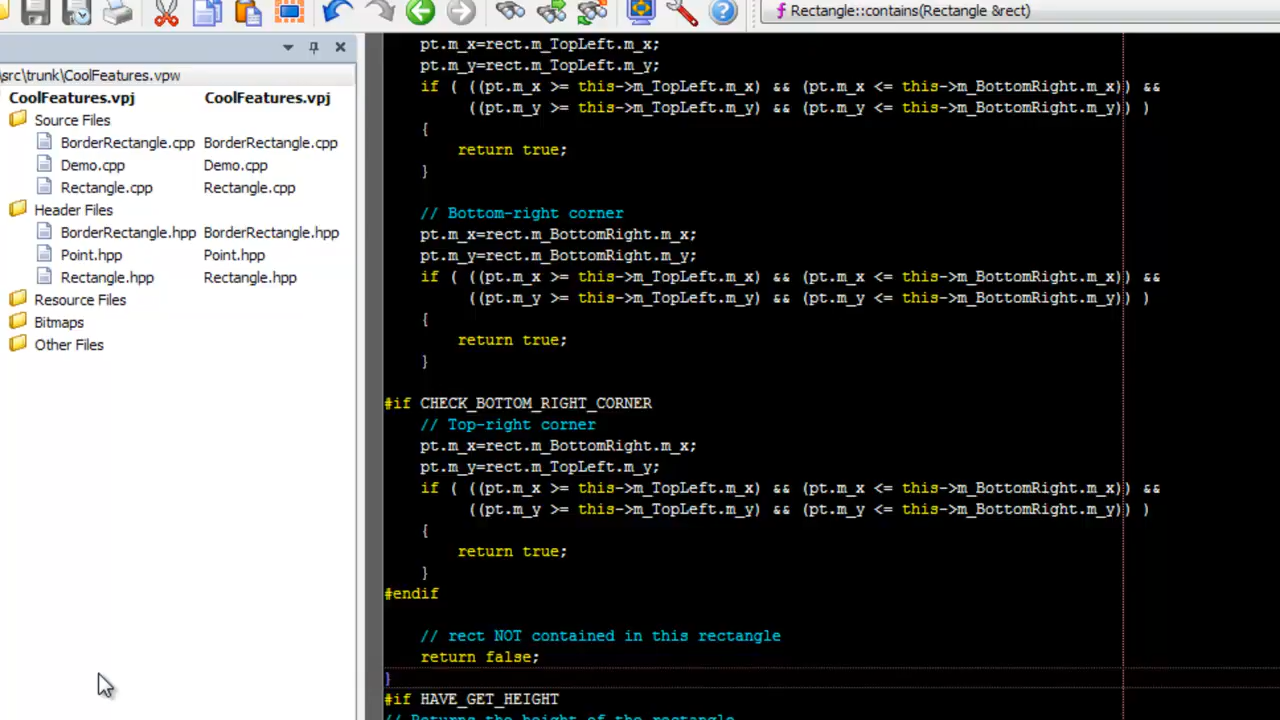 Rectangle::contains(Rectangle &rect)
src\trunk\CoolFeatures.vpw
CoolFeatures.vpj CoolFeatures.vpj
Source Files
BorderRectangle.cpp BorderRectangle.cpp
Demo.cpp Demo.cpp
Rectangle.cpp Rectangle.cpp
Header Files
BorderRectangle.hpp BorderRectangle.hpp
Point.hpp Point.hpp
Rectangle.hpp Rectangle.hpp
Resource Files
Bitmaps
Other Files
pt.m_x=rect.m_TopLeft.m_x;
pt.m_y=rect.m_TopLeft.m_y;
if ( ((pt.m_x >= this->m_TopLeft.m_x) && (pt.m_x <= this->m_BottomRight.m_x)) &&
((pt.m_y >= this->m_TopLeft.m_y) && (pt.m_y <= this->m_BottomRight.m_y)) )
{
return true;
}
// Bottom-right corner
pt.m_x=rect.m_BottomRight.m_x;
pt.m_y=rect.m_BottomRight.m_y;
if ( ((pt.m_x >= this->m_TopLeft.m_x) && (pt.m_x <= this->m_BottomRight.m_x)) &&
((pt.m_y >= this->m_TopLeft.m_y) && (pt.m_y <= this->m_BottomRight.m_y)) )
{
return true;
}
#if CHECK_BOTTOM_RIGHT_CORNER
// Top-right corner
pt.m_x=rect.m_BottomRight.m_x;
pt.m_y=rect.m_TopLeft.m_y;
if ( ((pt.m_x >= this->m_TopLeft.m_x) && (pt.m_x <= this->m_BottomRight.m_x)) &&
((pt.m_y >= this->m_TopLeft.m_y) && (pt.m_y <= this->m_BottomRight.m_y)) )
{
return true;
}
#endif
// rect NOT contained in this rectangle
return false;
}
#if HAVE_GET_HEIGHT
// Returns the height of the rectangle